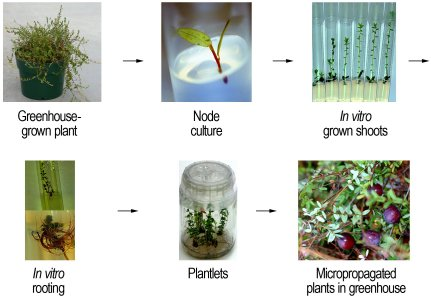 Greenhouse-
grown plant
Node
culture
In vitro
grown shoots
In vitro
rooting
Plantlets
Micropropagated
plants in greenhouse